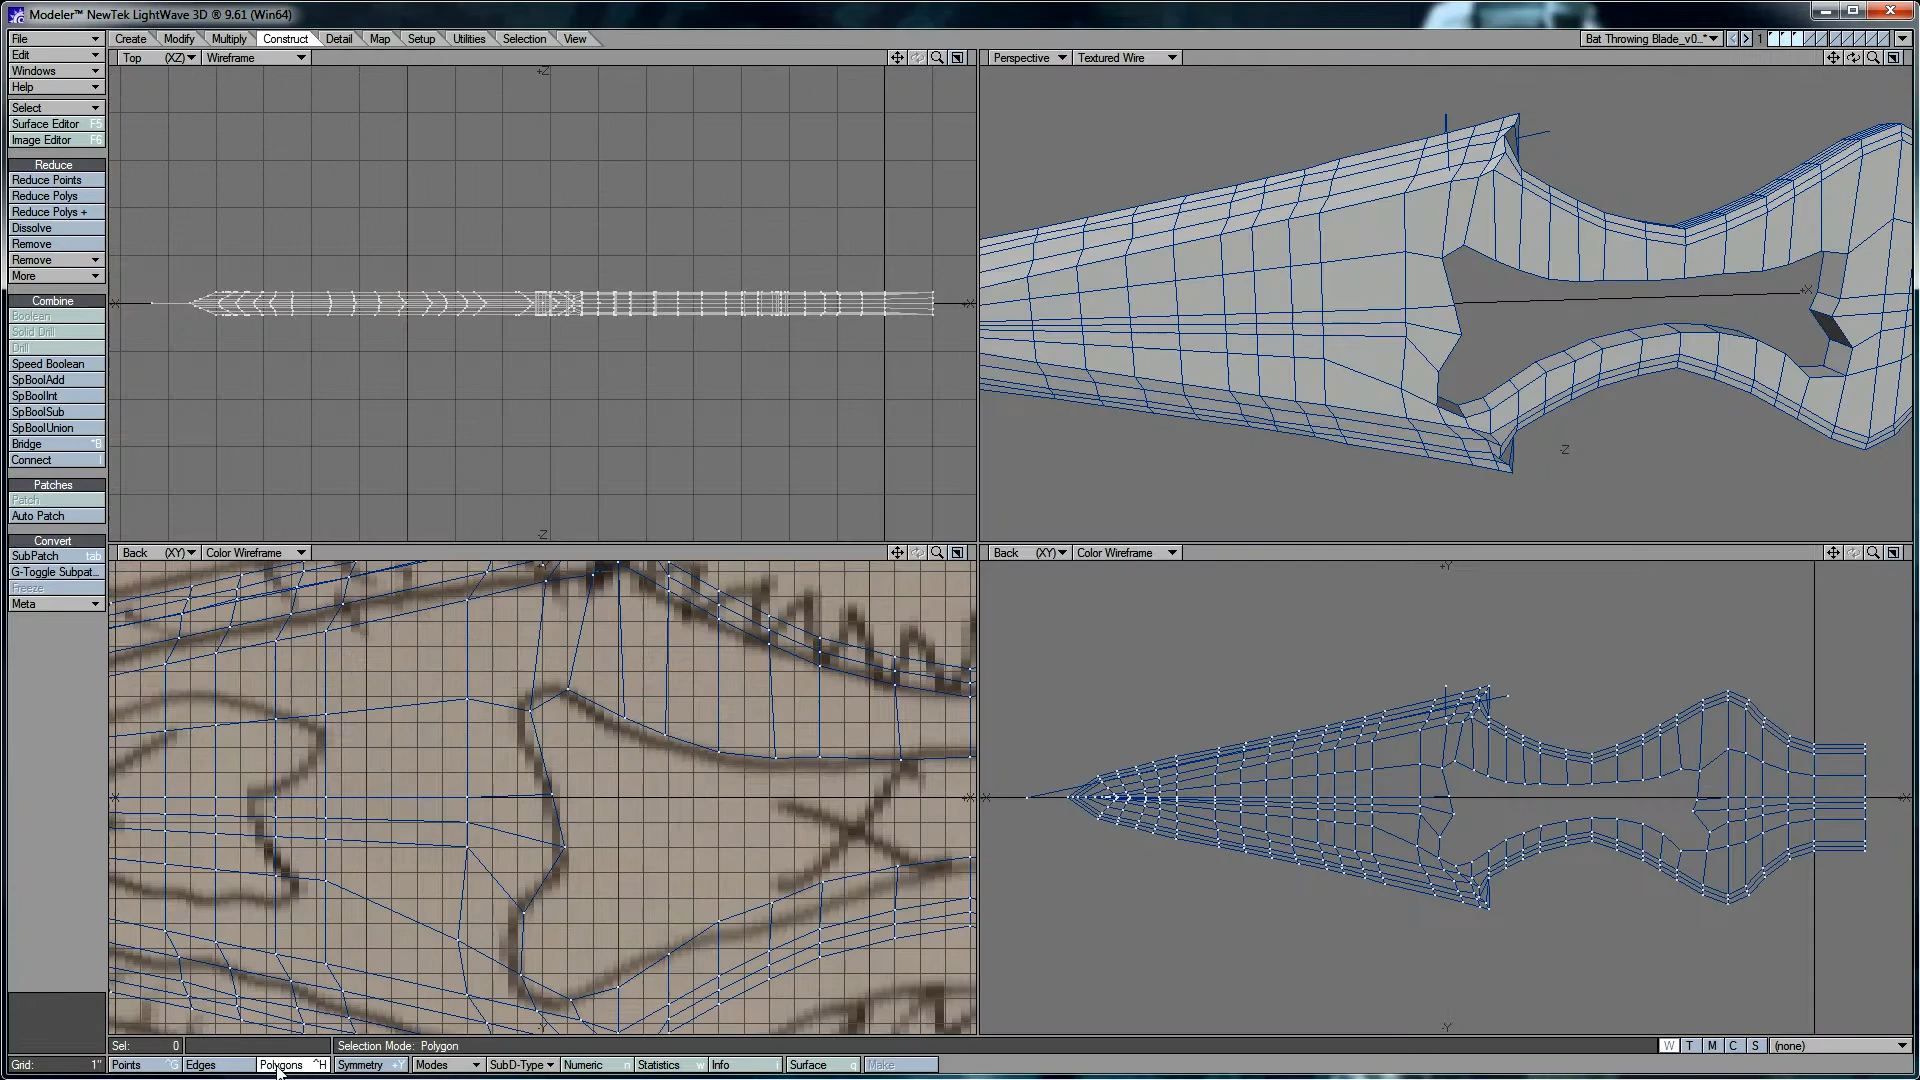 Modeler™ NewTek LightWave 3D ® 9.61 (Win64)
File Create Modify Multiply Construct Detail Map Setup Utilities Selection View Bat Throwing Blade_v0..* 1
Edit
Windows
Help
Top (XZ) Wireframe
Perspective Textured Wire
Select
Surface Editor F5
Image Editor F6
Reduce
Reduce Points
Reduce Polys
Reduce Polys +
Dissolve
Remove
Remove
More
Combine
Boolean
Solid Drill
Drill
Speed Boolean
SpBoolAdd
SpBoolInt
SpBoolSub
SpBoolUnion
Bridge ^B
Connect l
Patches
Patch
Auto Patch
Convert
SubPatch tab
G-Toggle Subpat...
Freeze
Meta
+Z
-X
+X
-Z
+X
-Z
Back (XY) Color Wireframe
Back (XY) Color Wireframe
-X
+X
-Y
+Y
-X
+X
-Y
Sel: 0
Selection Mode: Polygon
W T M C S (none)
Grid: 1"
Points ^G Edges Polygons ^H Symmetry +Y Modes SubD-Type Numeric n Statistics w Info i Surface q Make